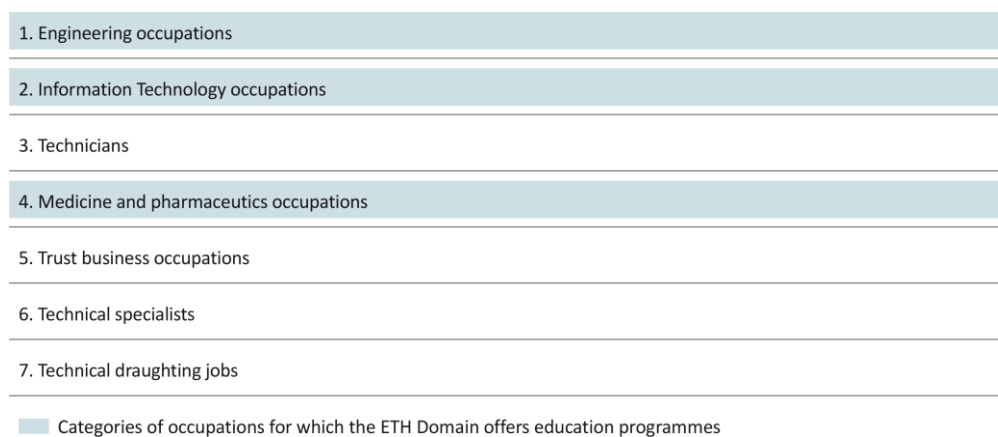 1. Engineering occupations
2. Information Technology occupations
3. Technicians
4. Medicine and pharmaceutics occupations
5. Trust business occupations
6. Technical specialists
7. Technical draughting jobs
Categories of occupations for which the ETH Domain offers education programmes